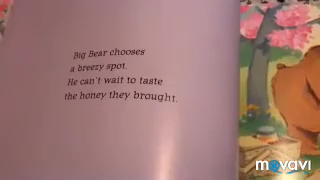 Big Bear chooses
a breezy spot.
He can't wait to taste
the honey they brought.
movavi